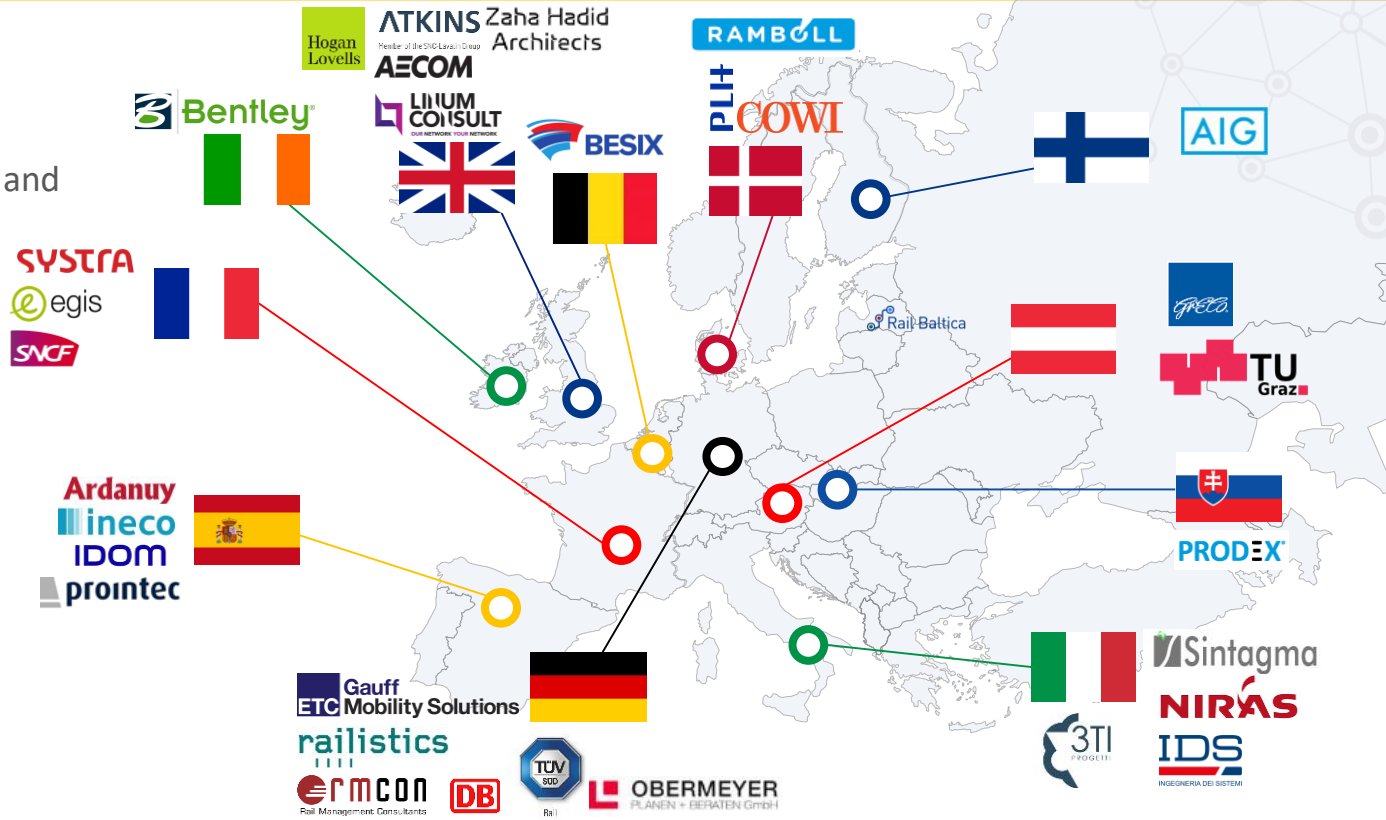 Hogan
Lovells
ATKINS
Member of the SNC-Lavalin Group
Zaha Hadid
Architects
AECOM
RAMBOLL
Bentley®
LINUM
CONSULT
OUR NETWORK YOUR NETWORK
BESIX
PLH
COWI
AIG
and
SYSTRA
egis
SNCF
GrECo
Rail Baltica
TU
Graz
Ardanuy
ineco
IDOM
prointec
PRODEX®
Gauff
ETC Mobility Solutions
railistics
rmcon
Rail Management Consultants
DB
TÜV
SÜD
Rail
OBERMEYER
PLANEN + BERATEN GmbH
Sintagma
NIRAS
3TI
PROGETTI
IDS
INGEGNERIA DEI SISTEMI